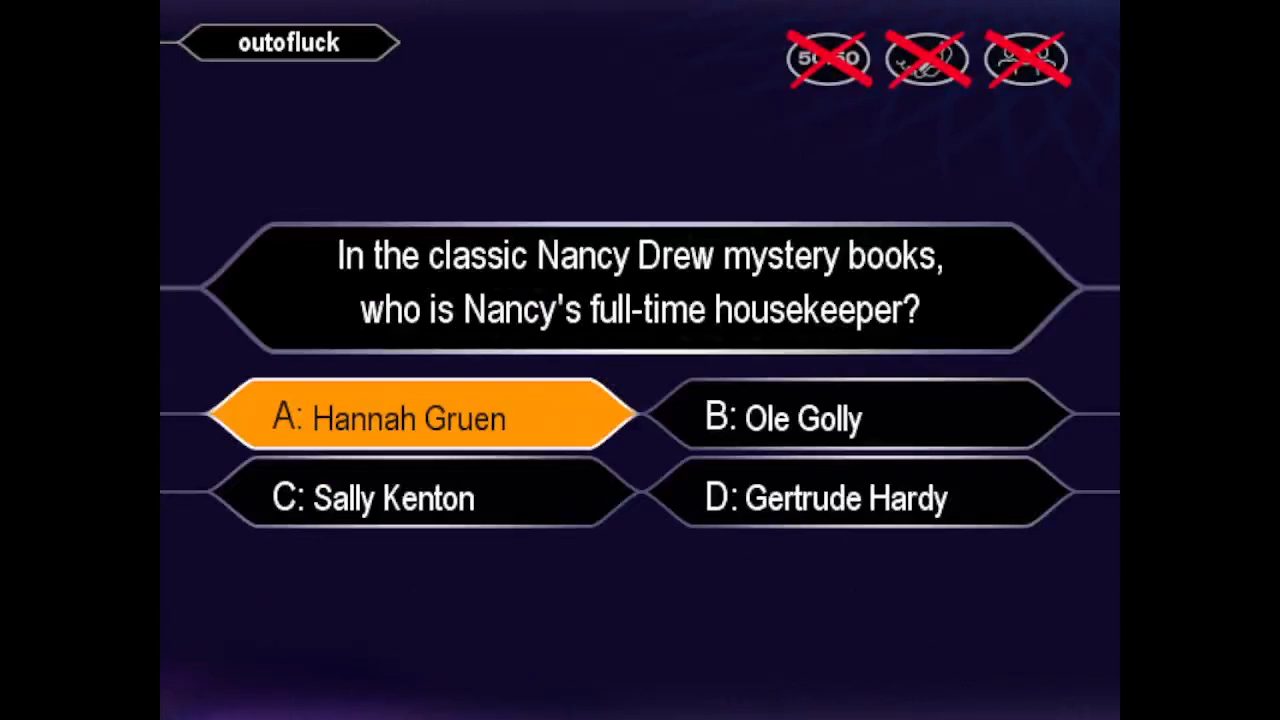 outofluck
50:50
In the classic Nancy Drew mystery books,
who is Nancy's full-time housekeeper?
A: Hannah Gruen
B: Ole Golly
C: Sally Kenton
D: Gertrude Hardy